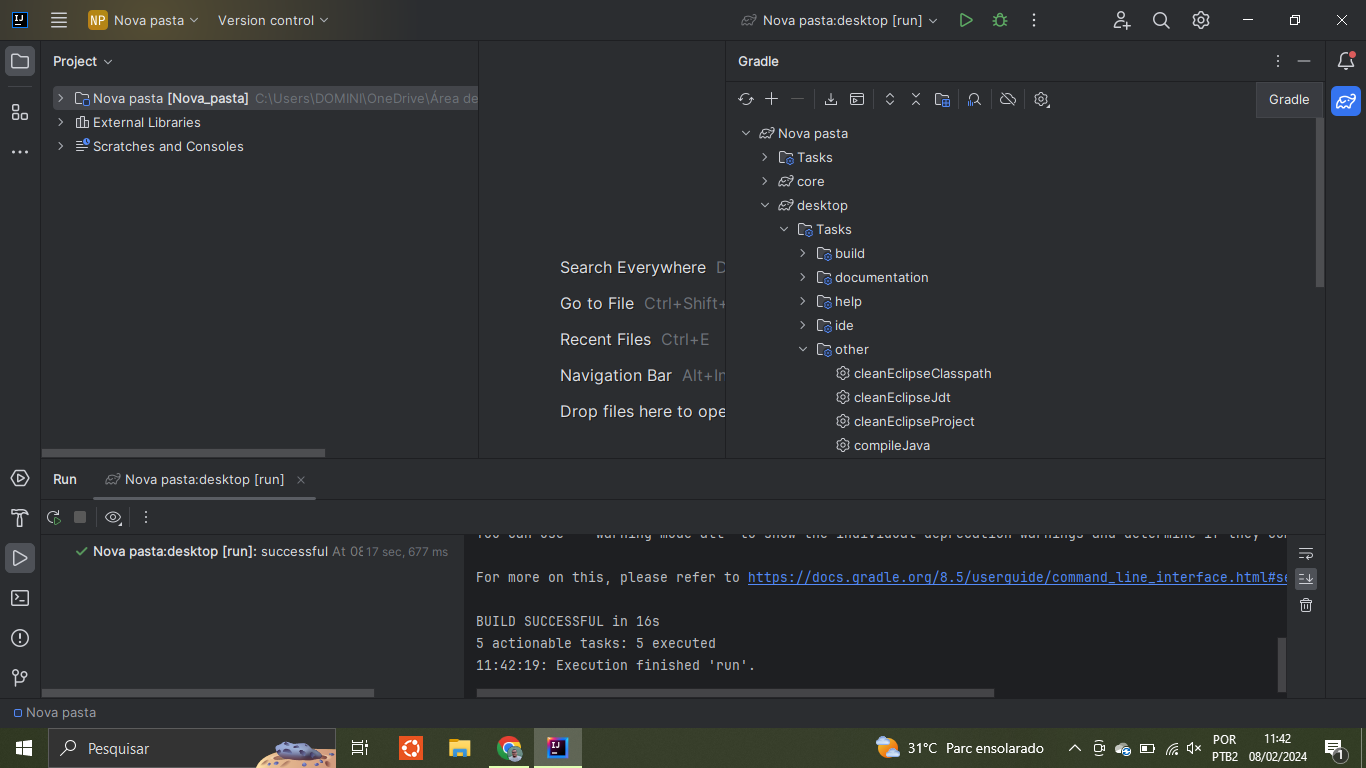 NP Nova pasta Version control Nova pasta:desktop [run]
Project
Nova pasta [Nova_pasta] C:\Users\DOMINI\OneDrive\Área de
External Libraries
Scratches and Consoles
Search Everywhere
Go to File Ctrl+Shift+
Recent Files Ctrl+E
Navigation Bar Alt+In
Drop files here to ope
Gradle
Gradle
Nova pasta
Tasks
core
desktop
Tasks
build
documentation
help
ide
other
cleanEclipseClasspath
cleanEclipseJdt
cleanEclipseProject
compileJava
Run Nova pasta:desktop [run]
Nova pasta:desktop [run]: successful At 08 17 sec, 677 ms
For more on this, please refer to https://docs.gradle.org/8.5/userguide/command_line_interface.html#se
BUILD SUCCESSFUL in 16s
5 actionable tasks: 5 executed
11:42:19: Execution finished 'run'.
Nova pasta
Pesquisar
31°C Parc ensolarado
POR
PTB2
11:42
08/02/2024
1